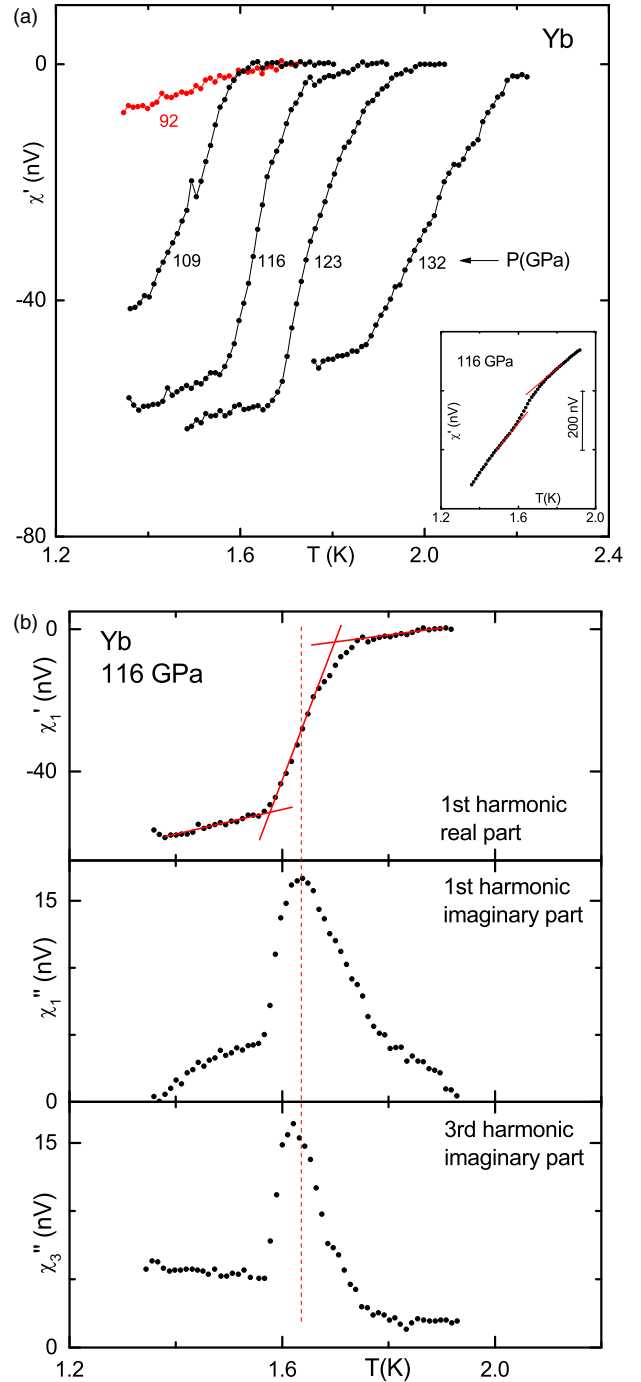 (a)
Yb
0
92
χ' (nV)
109
116
123
132
P(GPa)
-40
116 GPa
χ' (nV)
200 nV
T(K)
1.2
1.6
2.0
-80
1.2
1.6
2.0
2.4
T (K)
(b)
Yb
116 GPa
0
χ₁' (nV)
-40
1st harmonic
real part
1st harmonic
imaginary part
15
χ₁" (nV)
0
3rd harmonic
imaginary part
15
χ₃" (nV)
0
1.2
1.6
T(K)
2.0